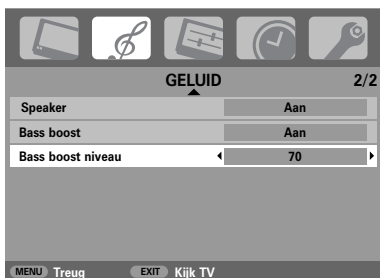 GELUID 2/2
Speaker Aan
Bass boost Aan
Bass boost niveau 70
MENU Treug EXIT Kijk TV